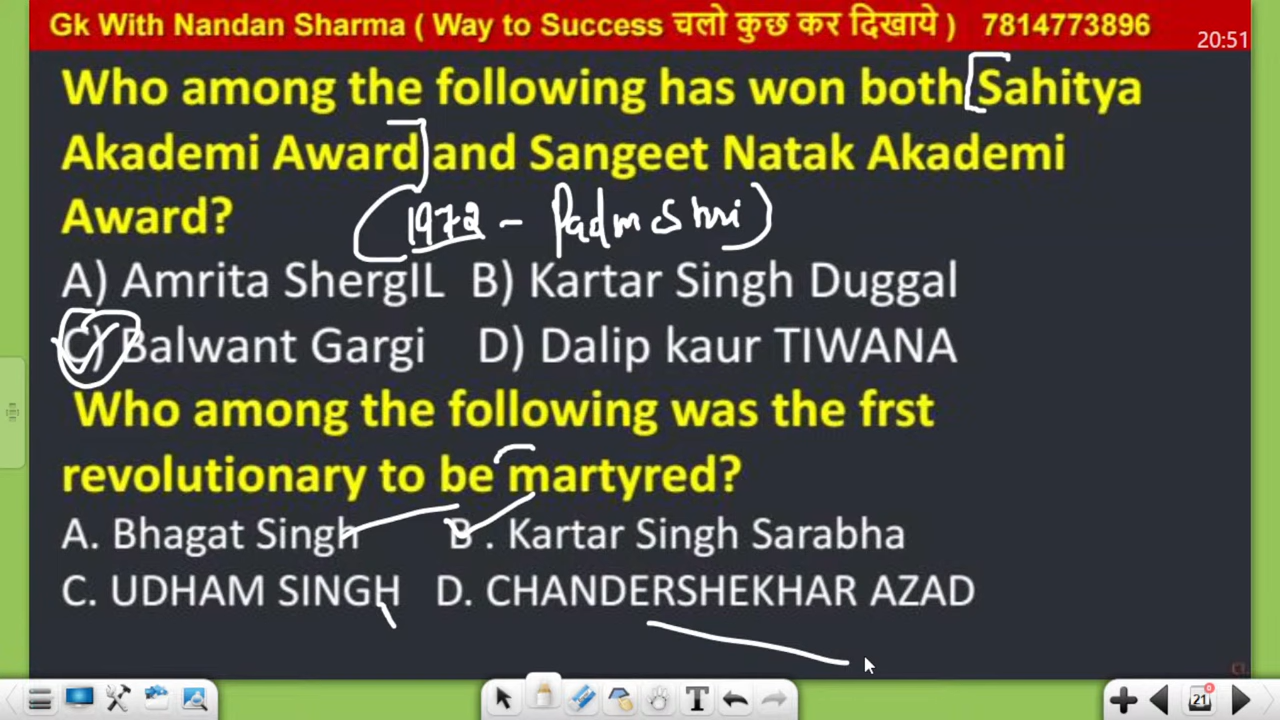 Gk With Nandan Sharma ( Way to Success चलो कुछ कर दिखाये ) 7814773896
20:51
Who among the following has won both Sahitya
Akademi Award and Sangeet Natak Akademi
Award?
(1972 - Padmshri)
A) Amrita ShergIL B) Kartar Singh Duggal
C) Balwant Gargi D) Dalip kaur TIWANA
Who among the following was the frst
revolutionary to be martyred?
A. Bhagat Singh B . Kartar Singh Sarabha
C. UDHAM SINGH D. CHANDERSHEKHAR AZAD
21